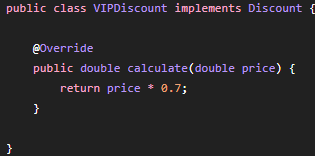 public class VIPDiscount implements Discount {
@Override
public double calculate(double price) {
return price * 0.7;
}
}